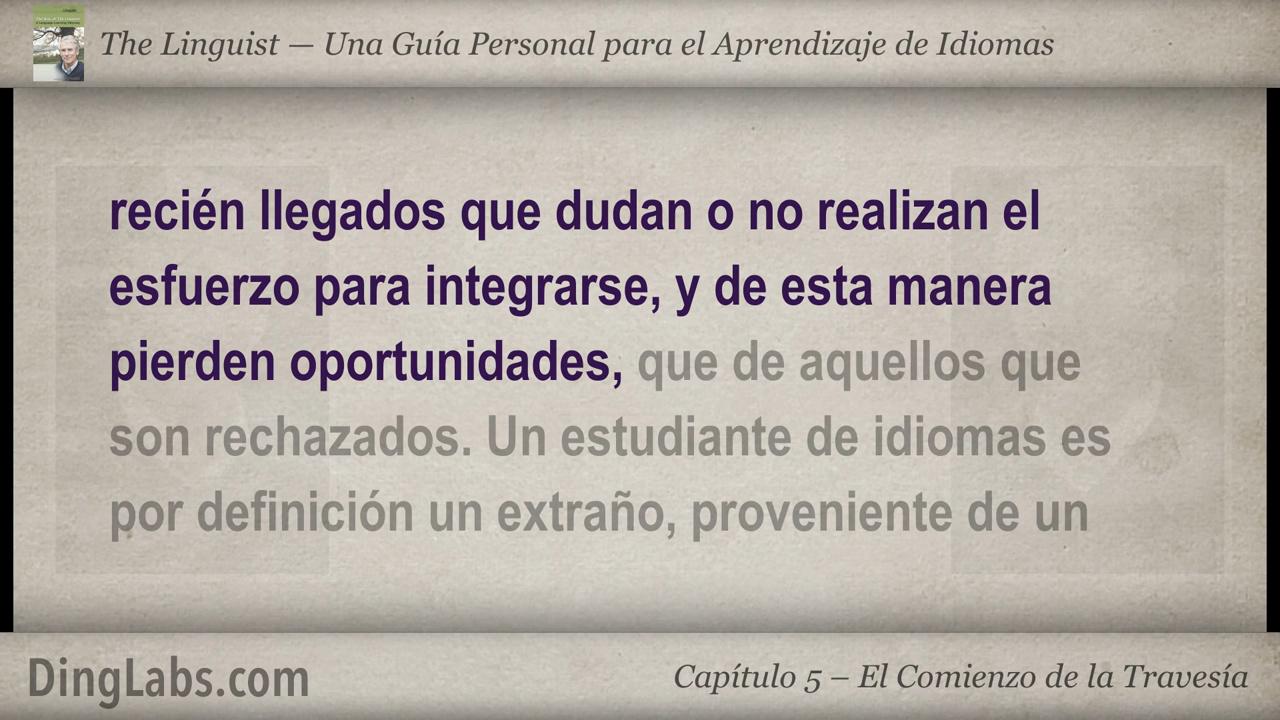 The Linguist — Una Guía Personal para el Aprendizaje de Idiomas
recién llegados que dudan o no realizan el
esfuerzo para integrarse, y de esta manera
pierden oportunidades, que de aquellos que
son rechazados. Un estudiante de idiomas es
por definición un extraño, proveniente de un
DingLabs.com
Capítulo 5 – El Comienzo de la Travesía